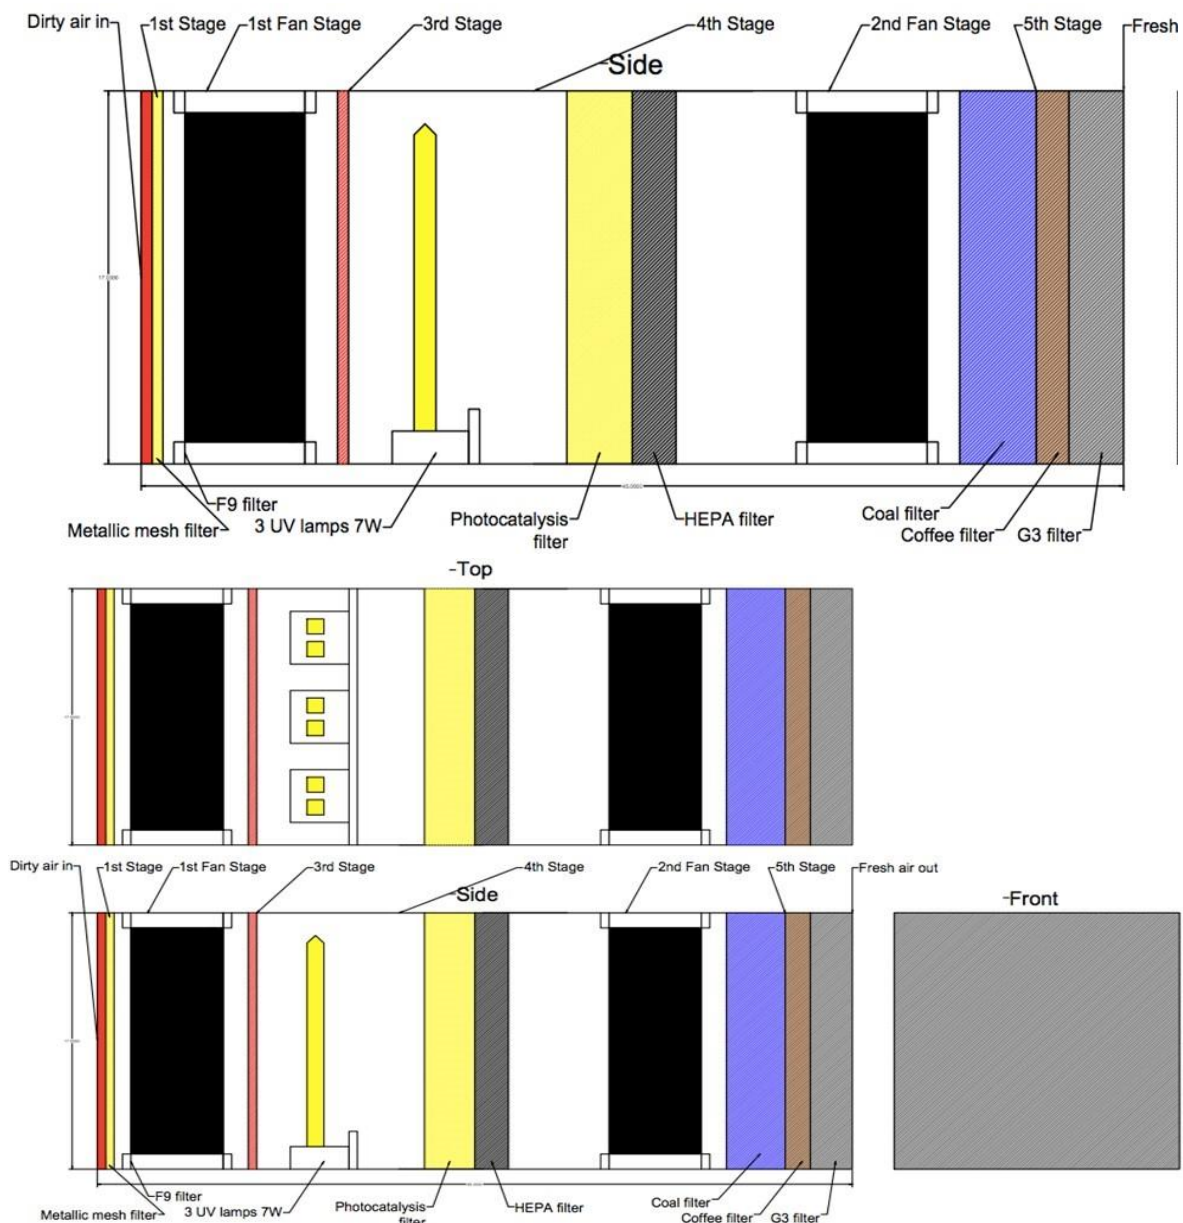 Dirty air in
1st Stage
1st Fan Stage
3rd Stage
4th Stage
2nd Fan Stage
5th Stage
Fresh
Side
F9 filter
Metallic mesh filter
3 UV lamps 7W
Photocatalysis
filter
HEPA filter
Coal filter
Coffee filter
G3 filter
Top
Dirty air in
1st Stage
1st Fan Stage
3rd Stage
4th Stage
2nd Fan Stage
5th Stage
Fresh air out
Side
Front
F9 filter
Metallic mesh filter
3 UV lamps 7W
Photocatalysis
filter
HEPA filter
Coal filter
Coffee filter
G3 filter